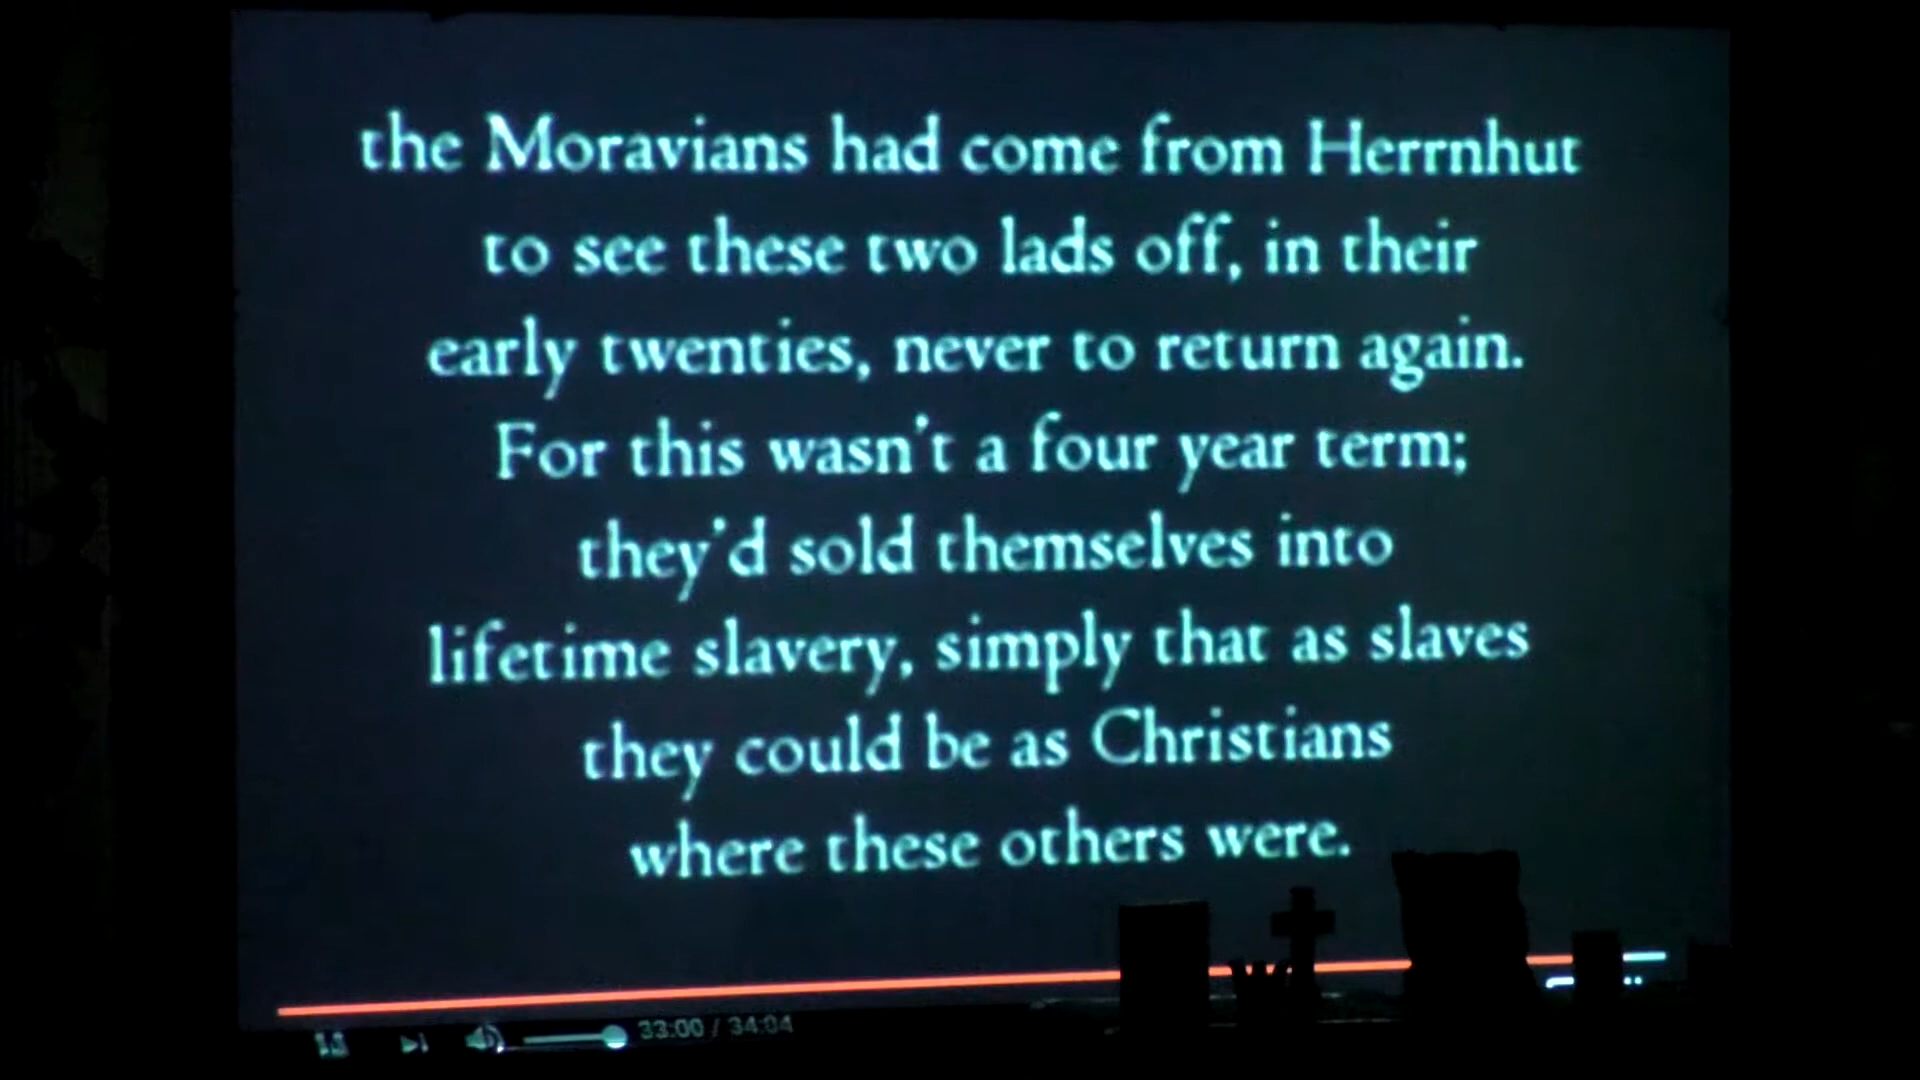 the Moravians had come from Herrnhut
to see these two lads off, in their
early twenties, never to return again.
For this wasn't a four year term;
they'd sold themselves into
lifetime slavery, simply that as slaves
they could be as Christians
where these others were.
33:00 / 34:04